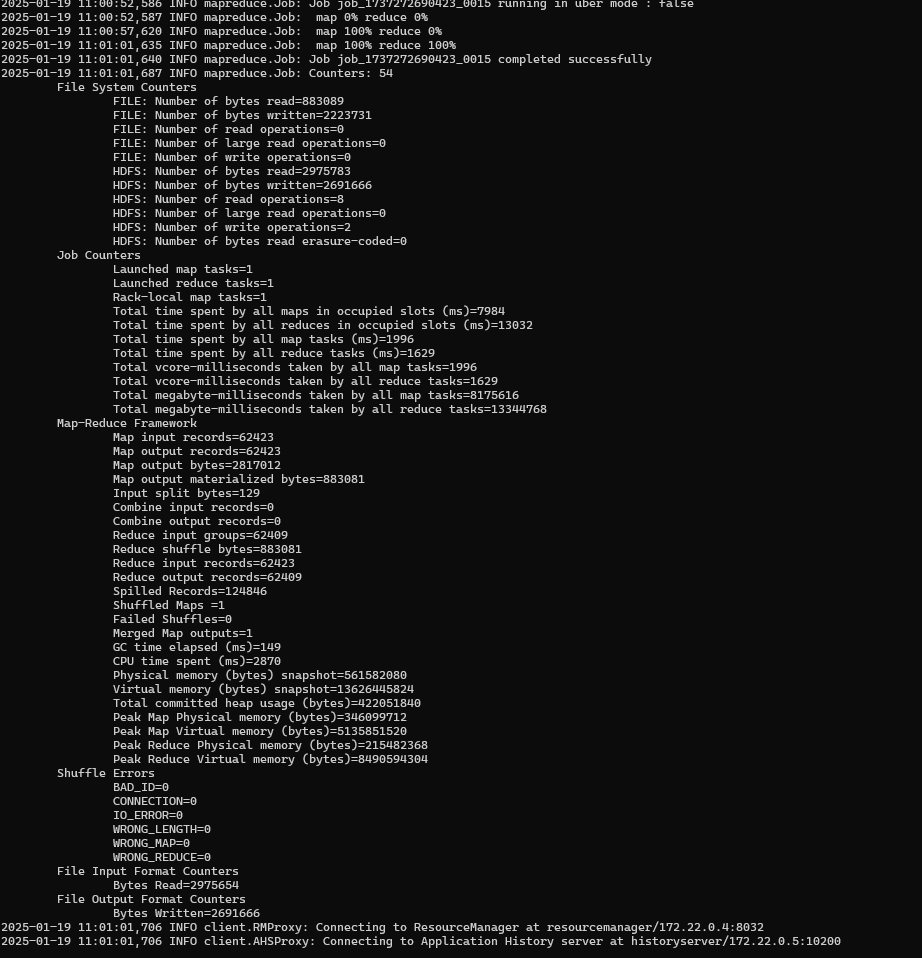 2025-01-19 11:00:52,586 INFO mapreduce.Job: Job job_1737272690423_0015 running in uber mode : false
2025-01-19 11:00:52,587 INFO mapreduce.Job:  map 0% reduce 0%
2025-01-19 11:00:57,620 INFO mapreduce.Job:  map 100% reduce 0%
2025-01-19 11:01:01,635 INFO mapreduce.Job:  map 100% reduce 100%
2025-01-19 11:01:01,640 INFO mapreduce.Job: Job job_1737272690423_0015 completed successfully
2025-01-19 11:01:01,687 INFO mapreduce.Job: Counters: 54
File System Counters
FILE: Number of bytes read=883089
FILE: Number of bytes written=2223731
FILE: Number of read operations=0
FILE: Number of large read operations=0
FILE: Number of write operations=0
HDFS: Number of bytes read=2975783
HDFS: Number of bytes written=2691666
HDFS: Number of read operations=8
HDFS: Number of large read operations=0
HDFS: Number of write operations=2
HDFS: Number of bytes read erasure-coded=0
Job Counters
Launched map tasks=1
Launched reduce tasks=1
Rack-local map tasks=1
Total time spent by all maps in occupied slots (ms)=7984
Total time spent by all reduces in occupied slots (ms)=13032
Total time spent by all map tasks (ms)=1996
Total time spent by all reduce tasks (ms)=1629
Total vcore-milliseconds taken by all map tasks=1996
Total vcore-milliseconds taken by all reduce tasks=1629
Total megabyte-milliseconds taken by all map tasks=8175616
Total megabyte-milliseconds taken by all reduce tasks=13344768
Map-Reduce Framework
Map input records=62423
Map output records=62423
Map output bytes=2817012
Map output materialized bytes=883081
Input split bytes=129
Combine input records=0
Combine output records=0
Reduce input groups=62409
Reduce shuffle bytes=883081
Reduce input records=62423
Reduce output records=62409
Spilled Records=124846
Shuffled Maps =1
Failed Shuffles=0
Merged Map outputs=1
GC time elapsed (ms)=149
CPU time spent (ms)=2870
Physical memory (bytes) snapshot=561582080
Virtual memory (bytes) snapshot=13626445824
Total committed heap usage (bytes)=422051840
Peak Map Physical memory (bytes)=346099712
Peak Map Virtual memory (bytes)=5135851520
Peak Reduce Physical memory (bytes)=215482368
Peak Reduce Virtual memory (bytes)=8490594304
Shuffle Errors
BAD_ID=0
CONNECTION=0
IO_ERROR=0
WRONG_LENGTH=0
WRONG_MAP=0
WRONG_REDUCE=0
File Input Format Counters
Bytes Read=2975654
File Output Format Counters
Bytes Written=2691666
2025-01-19 11:01:01,706 INFO client.RMProxy: Connecting to ResourceManager at resourcemanager/172.22.0.4:8032
2025-01-19 11:01:01,706 INFO client.AHSProxy: Connecting to Application History server at historyserver/172.22.0.5:10200